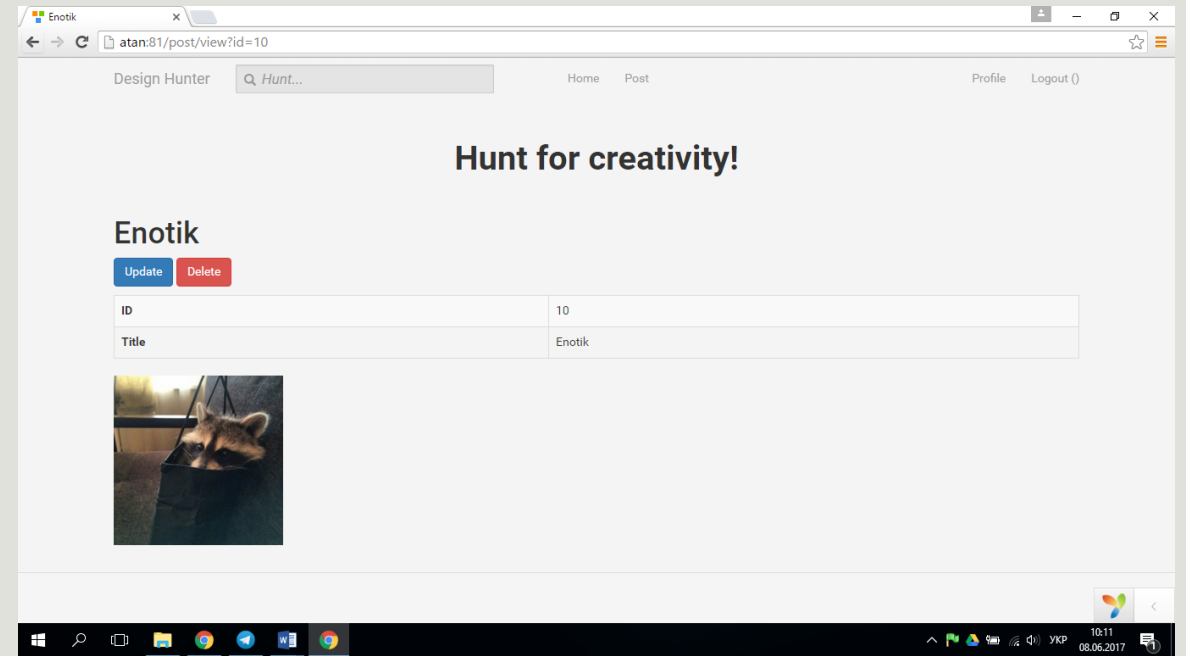 Enotik
atan:81/post/view?id=10
Design Hunter Hunt... Home Post Profile Logout ()
Hunt for creativity!
Enotik
Update Delete
ID 10
Title Enotik
10:11
УКР
08.06.2017
1